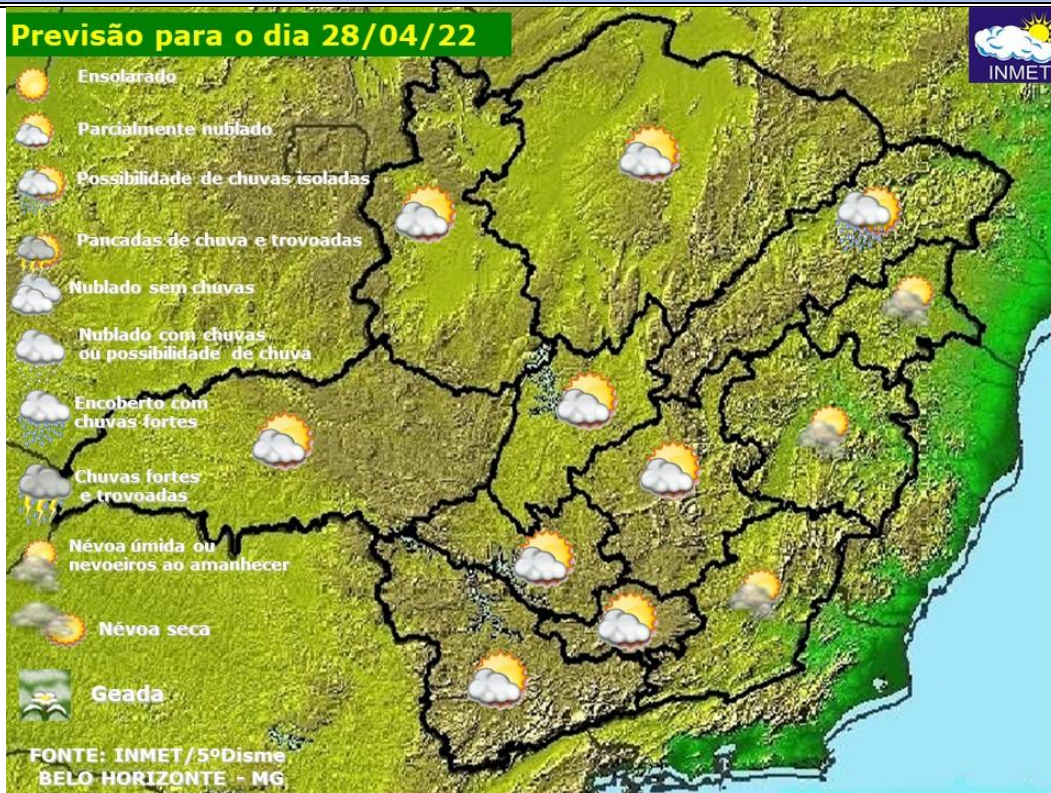 Previsão para o dia 28/04/22
INMET
Ensolarado
Parcialmente nublado
Possibilidade de chuvas isoladas
Pancadas de chuva e trovoadas
Nublado sem chuvas
Nublado com chuvas
ou possibilidade de chuva
Encoberto com
chuvas fortes
Chuvas fortes
e trovoadas
Névoa úmida ou
nevoeiros ao amanhecer
Névoa seca
Geada
FONTE: INMET/5ºDisme
BELO HORIZONTE - MG